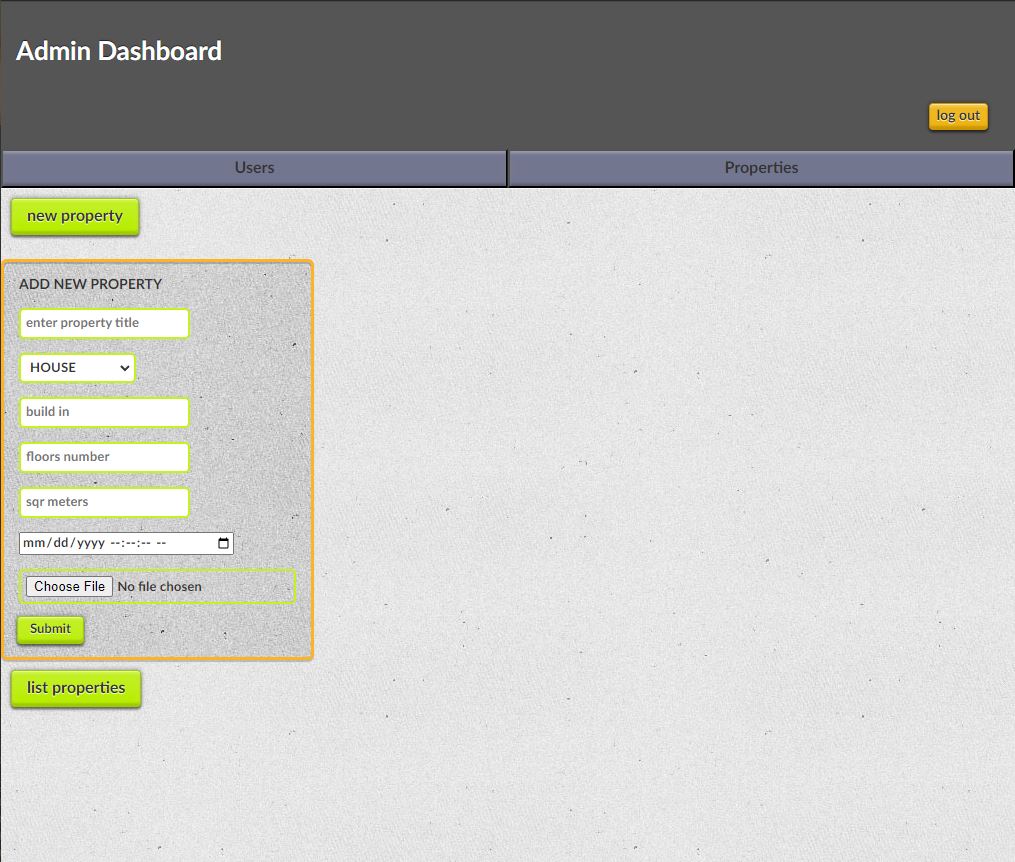 Admin Dashboard
log out
Users Properties
new property
ADD NEW PROPERTY
enter property title
HOUSE
build in
floors number
sqr meters
mm/dd/yyyy --:--:-- --
Choose File No file chosen
Submit
list properties